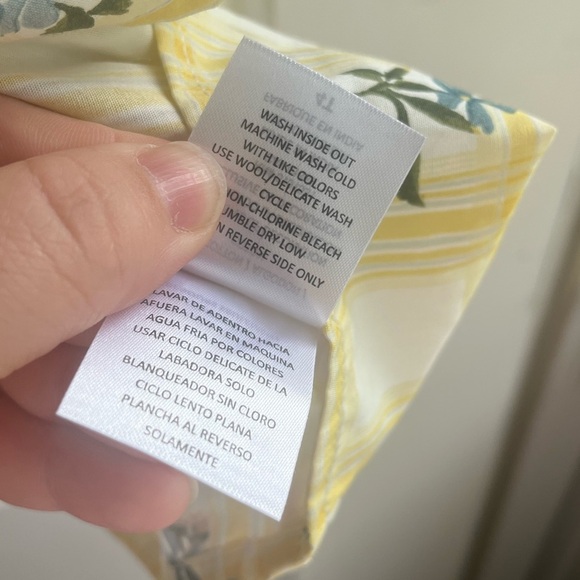 WASH INSIDE OUT
MACHINE WASH COLD
WITH LIKE COLORS
USE WOOL/DELICATE WASH
CYCLE
NON-CHLORINE BLEACH
UMBLE DRY LOW
N REVERSE SIDE ONLY
LAVAR DE ADENTRO HACIA
AFUERA LAVAR EN MAQUINA
AGUA FRIA POR COLORES
USAR CICLO DELICATE DE LA
LABADORA SOLO
BLANQUEADOR SIN CLORO
CICLO LENTO PLANA
PLANCHA AL REVERSO
SOLAMENTE